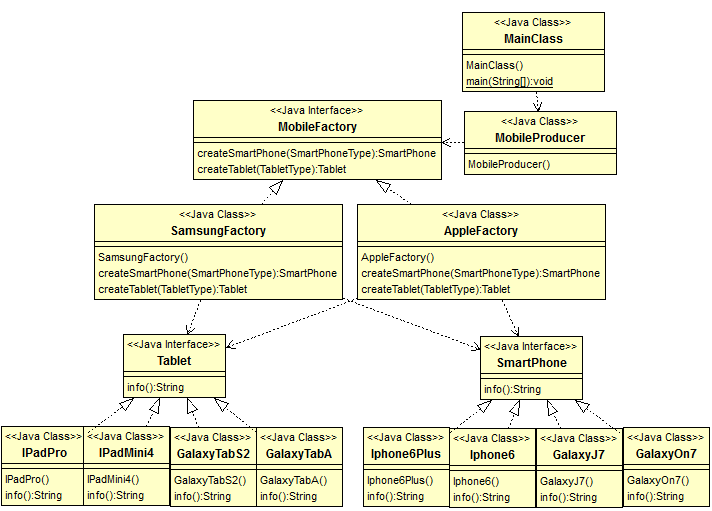 <<Java Class>>
MainClass
MainClass()
main(String[]):void
<<Java Interface>>
MobileFactory
createSmartPhone(SmartPhoneType):SmartPhone
createTablet(TabletType):Tablet
<<Java Class>>
MobileProducer
MobileProducer()
<<Java Class>>
SamsungFactory
SamsungFactory()
createSmartPhone(SmartPhoneType):SmartPhone
createTablet(TabletType):Tablet
<<Java Class>>
AppleFactory
AppleFactory()
createSmartPhone(SmartPhoneType):SmartPhone
createTablet(TabletType):Tablet
<<Java Interface>>
Tablet
info():String
<<Java Interface>>
SmartPhone
info():String
<<Java Class>>
IPadPro
IPadPro()
info():String
<<Java Class>>
IPadMini4
IPadMini4()
info():String
<<Java Class>>
GalaxyTabS2
GalaxyTabS2()
info():String
<<Java Class>>
GalaxyTabA
GalaxyTabA()
info():String
<<Java Class>>
Iphone6Plus
Iphone6Plus()
info():String
<<Java Class>>
Iphone6
Iphone6()
info():String
<<Java Class>>
GalaxyJ7
GalaxyJ7()
info():String
<<Java Class>>
GalaxyOn7
GalaxyOn7()
info():String